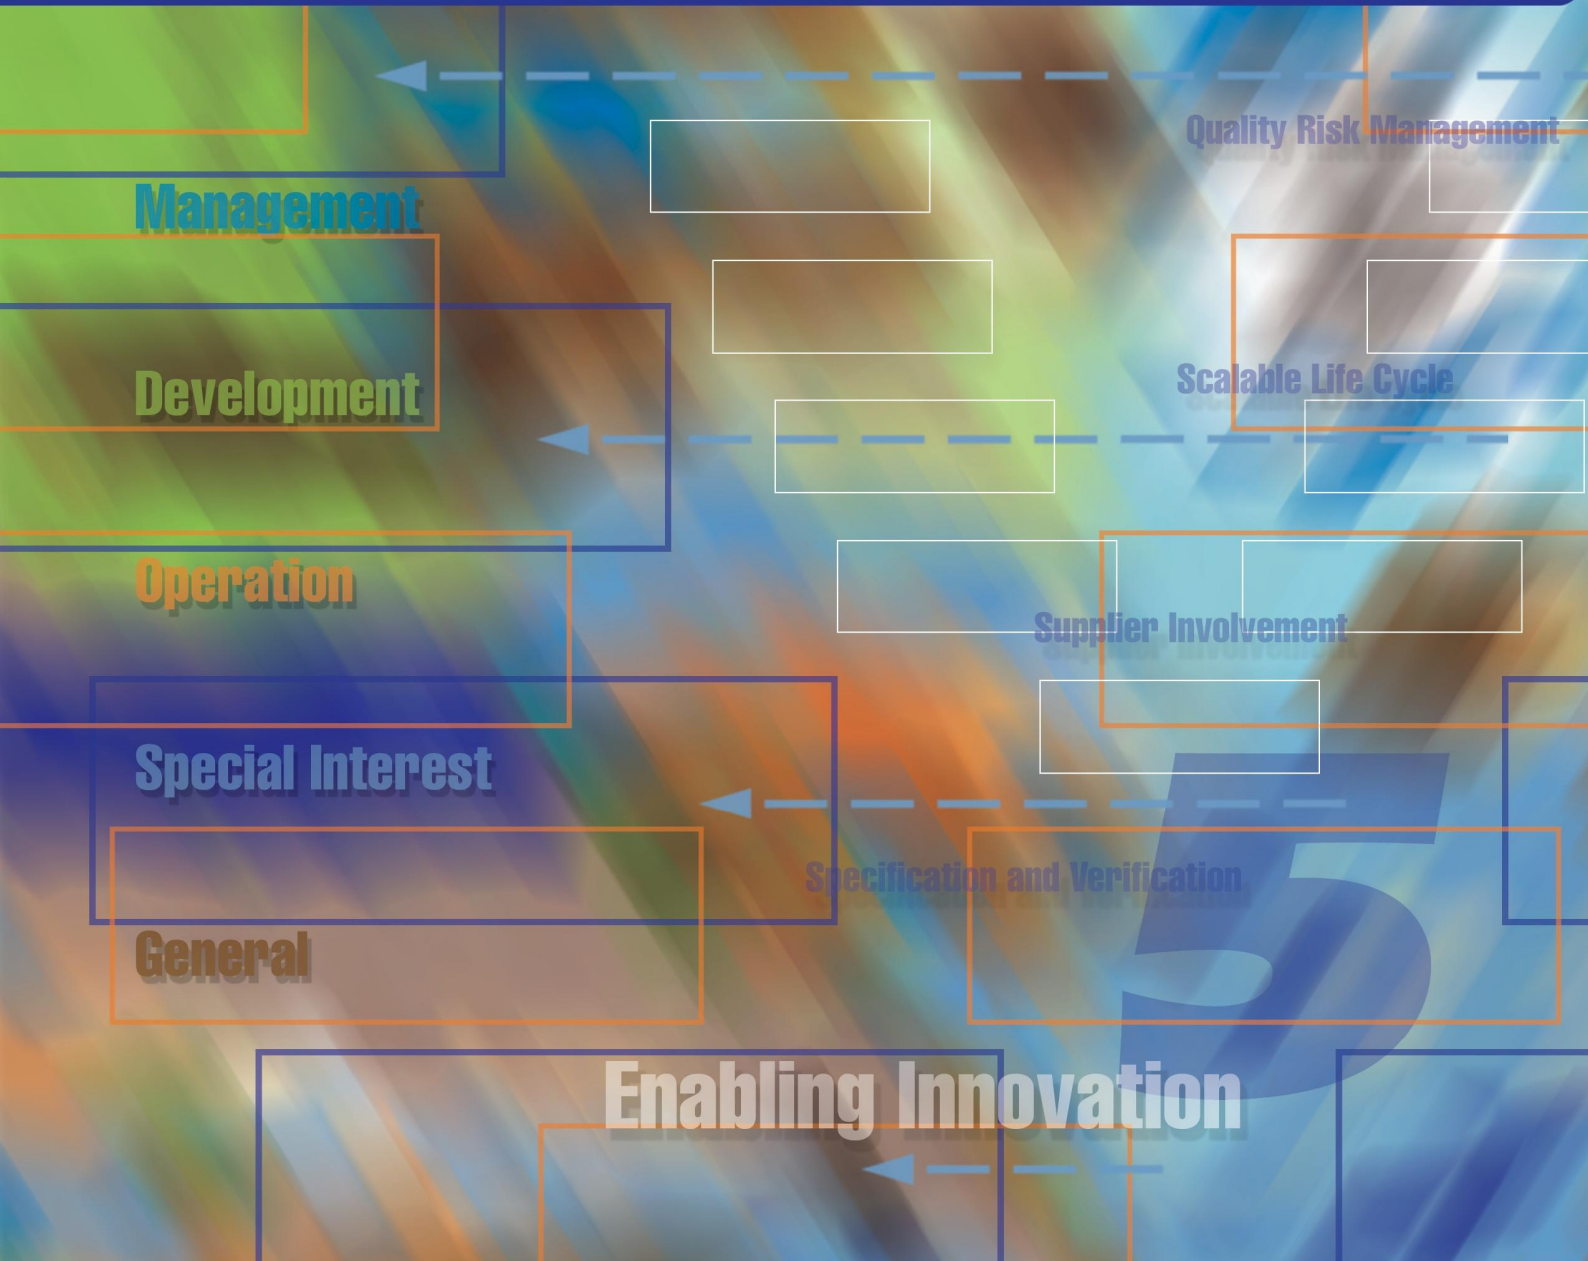 Quality Risk Management
Management
Development
Scalable Life Cycle
Operation
Supplier Involvement
Special Interest
Specification and Verification
General
5
Enabling Innovation